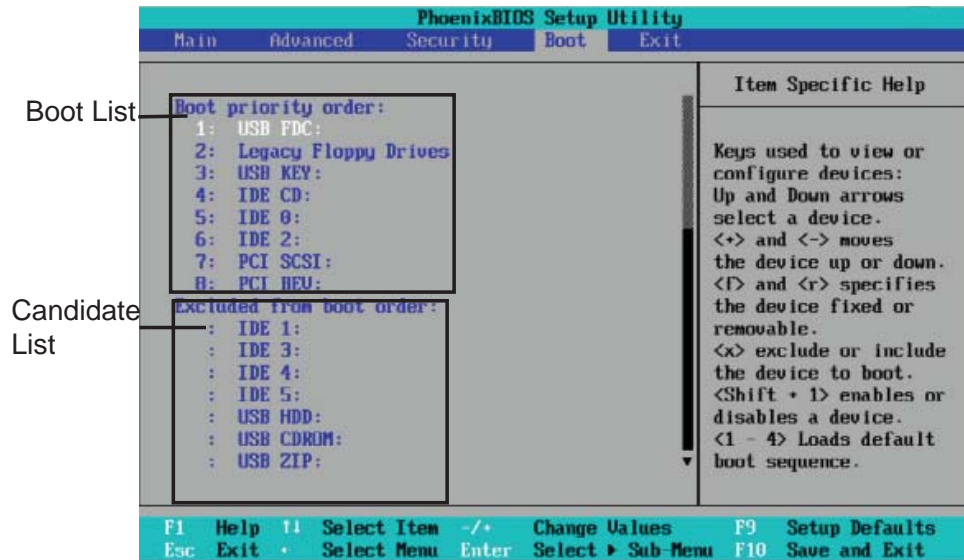 PhoenixBIOS Setup Utility
Main Advanced Security Boot Exit
Item Specific Help
Boot List
Boot priority order:
1: USB FDC:
2: Legacy Floppy Drives
3: USB KEY:
4: IDE CD:
5: IDE 0:
6: IDE 2:
7: PCI SCSI:
8: PCI BEV:
Candidate
List
Excluded from boot order:
: IDE 1:
: IDE 3:
: IDE 4:
: IDE 5:
: USB HDD:
: USB CDROM:
: USB ZIP:
Keys used to view or
configure devices:
Up and Down arrows
select a device.
<+> and <-> moves
the device up or down.
<f> and <r> specifies
the device fixed or
removable.
<x> exclude or include
the device to boot.
<Shift + 1> enables or
disables a device.
<1 - 4> Loads default
boot sequence.
F1 Help ↑↓ Select Item -/+ Change Values F9 Setup Defaults
Esc Exit Select Menu Enter Select ▶ Sub-Menu F10 Save and Exit